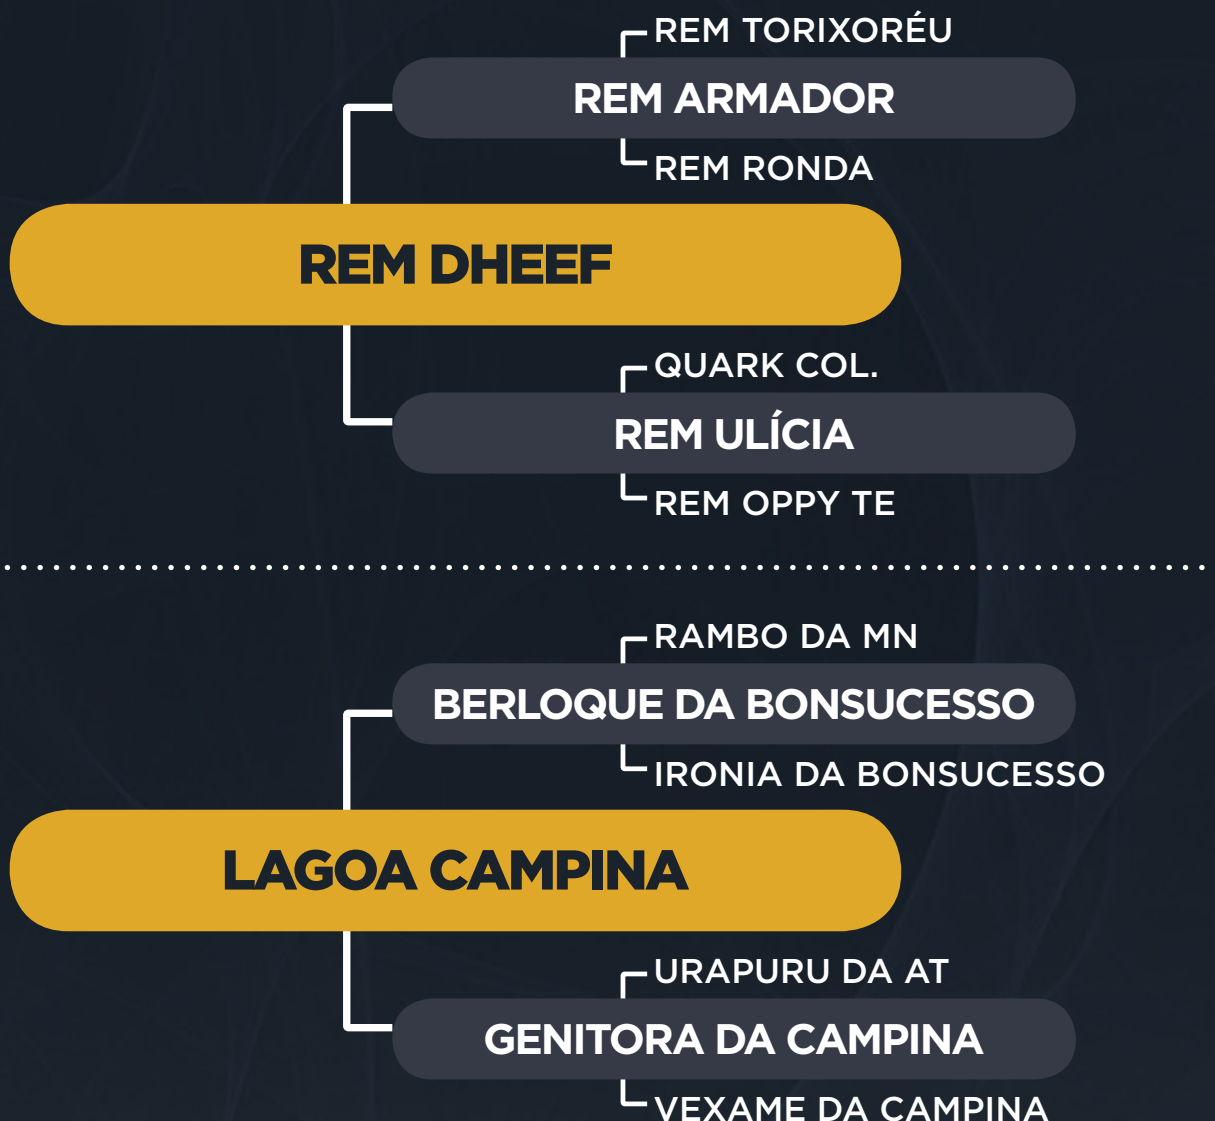 REM TORIXORÉU
REM ARMADOR
REM RONDA
REM DHEEF
QUARK COL.
REM ULÍCIA
REM OPPY TE
RAMBO DA MN
BERLOQUE DA BONSUCESSO
IRONIA DA BONSUCESSO
LAGOA CAMPINA
URAPURU DA AT
GENITORA DA CAMPINA
VEXAME DA CAMPINA